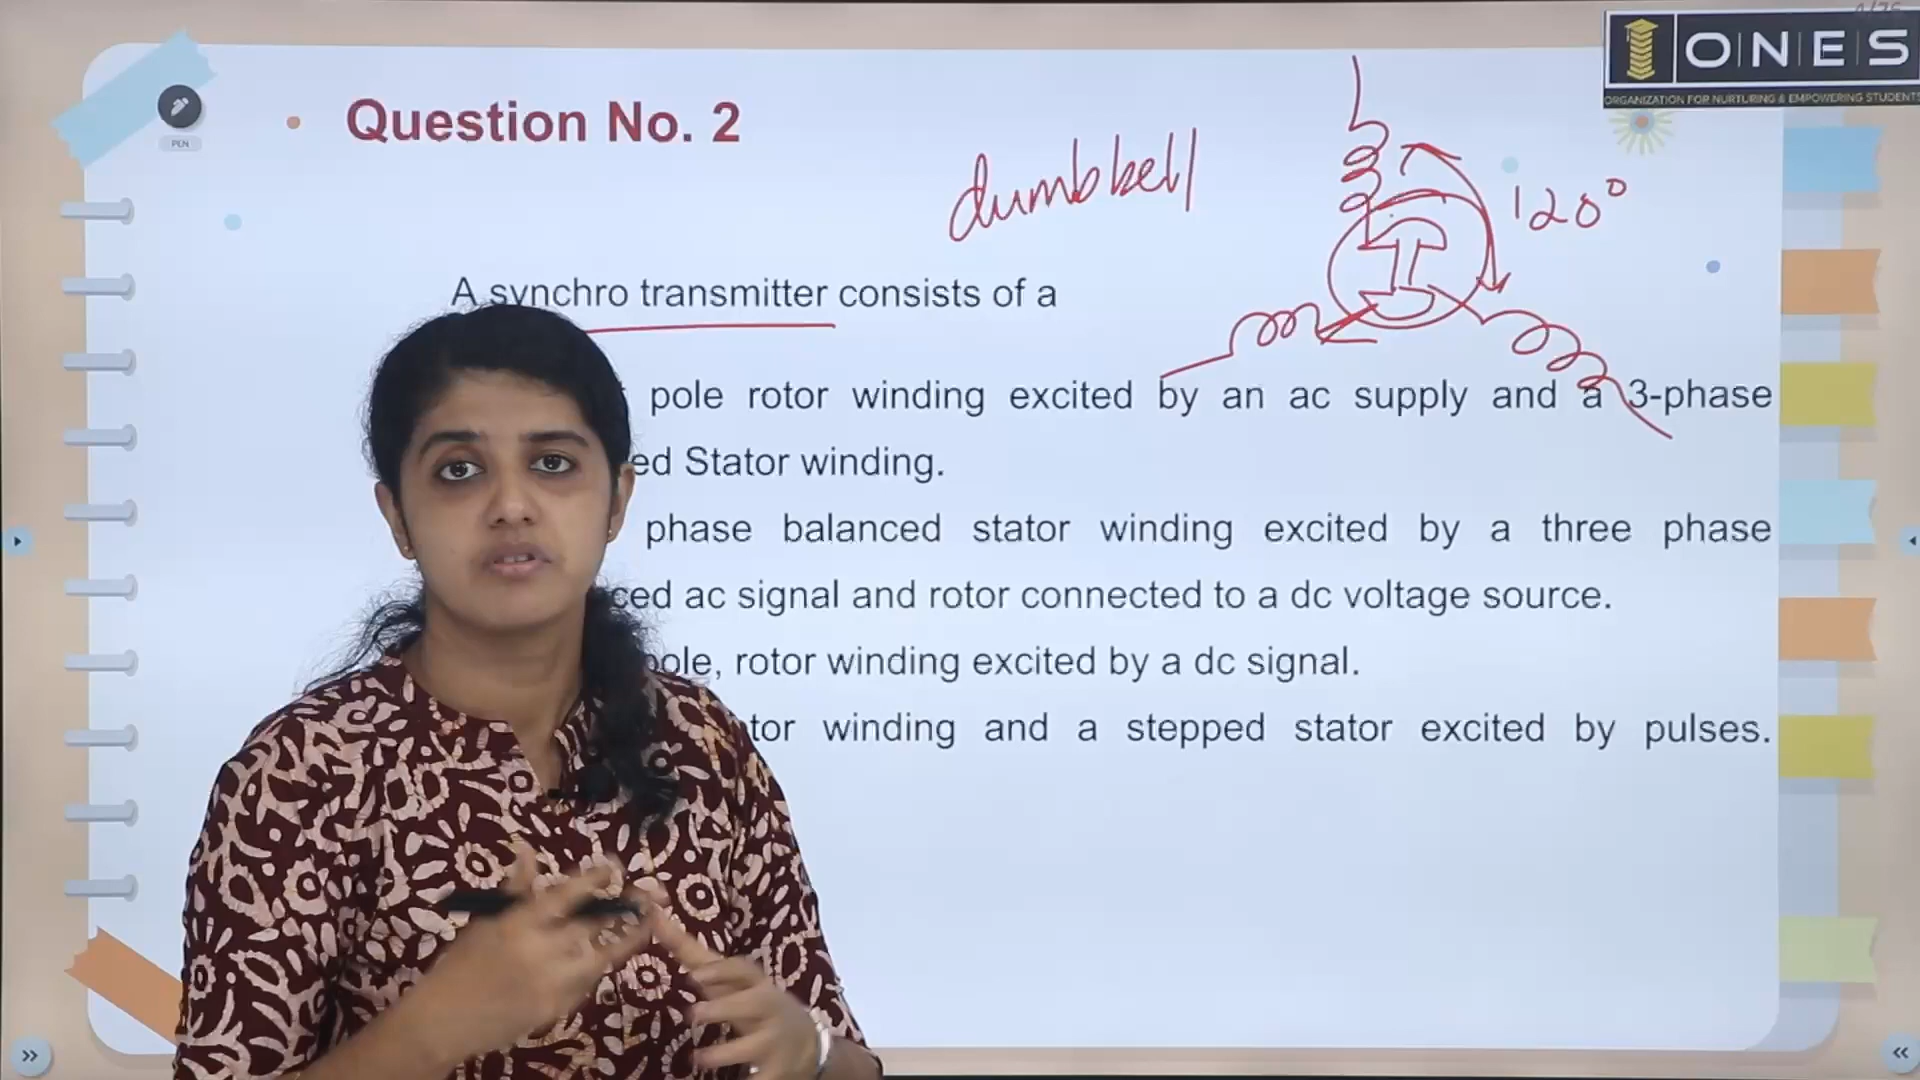 ONES
ORGANIZATION FOR NURTURING & EMPOWERING STUDENTS
PEN
• Question No. 2
dumbbell
120°
A synchro transmitter consists of a
pole rotor winding excited by an ac supply and a 3-phase
ed Stator winding.
phase balanced stator winding excited by a three phase
ced ac signal and rotor connected to a dc voltage source.
pole, rotor winding excited by a dc signal.
tor winding and a stepped stator excited by pulses.